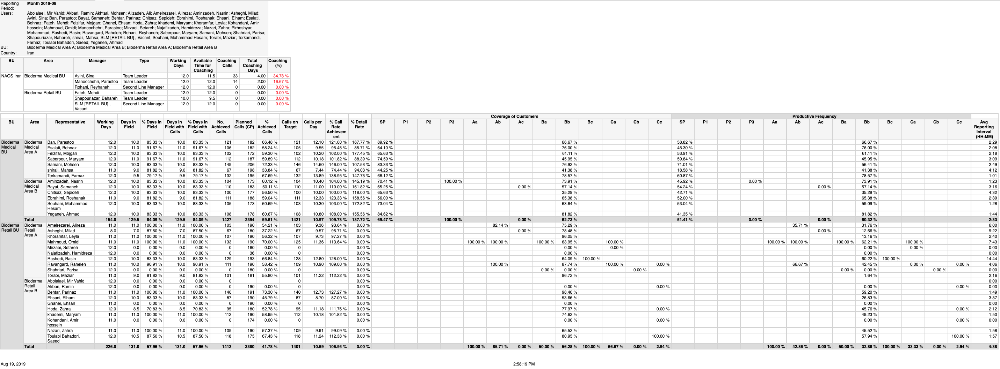 Reporting Period: Month 2019-08
Users: Abolalaei, Mir Vahid; Akbari, Ramin; Akhtari, Mohsen; Alizadeh, Ali; Amelrezarei, Alireza; Aminzadeh, Nasrin; Asheghi, Milad;
Avini, Sina; Ban, Parastoo; Bayat, Samaneh; Behtar, Parinaz; Chitsaz, Sepideh; Ebrahimi, Roshanak; Ehsani, Elham; Esalati,
Behnaz; Fateh, Mehdi; Feizifar, Mojgan; Ghanei, Ehsan; Hoda, Zahra; khademi, Maryam; Khoramfar, Leyla; Kohandani, Amir
hossein; Mahmoud, Omidi; Manoochehri, Parastoo; Mirzaei, Setareh; Najafizadeh, Hamidreza; Nazari, Zahra; Pirhoshyar,
Mohammad; Rashedi, Rasin; Ravangard, Raheleh; Rohani, Reyhaneh; Saberpour, Maryam; Samani, Mohsen; Shahriari, Parisa;
Shapouriazar, Bahareh; shirali, Mahsa; SLM [RETAIL BU] , Vacant; Souhani, Mohammad Hesam; Torabi, Maziar; Torkamandi,
Farnaz; Toulabi Bahadori, Saeed; Yeganeh, Ahmad
BU: Bioderma Medical Area A; Bioderma Medical Area B; Bioderma Retail Area A; Bioderma Retail Area B
Country: Iran
BU Area Manager Type Working Days Available Time for Coaching Coaching Calls Total Coaching Days Coaching (%)
NAOS Iran Bioderma Medical BU Avini, Sina Team Leader 12.0 11.5 33 4.00 34.78 %
Manoochehri, Parastoo Team Leader 12.0 12.0 14 2.00 16.67 %
Rohani, Reyhaneh Second Line Manager 12.0 12.0 0 0.00 0.00 %
Bioderma Retail BU Fateh, Mehdi Team Leader 12.0 12.0 0 0.00 0.00 %
Shapouriazar, Bahareh Team Leader 10.0 9.5 0 0.00 0.00 %
SLM [RETAIL BU] , Vacant Second Line Manager 12.0 12.0 0 0.00 0.00 %
Coverage of Customers Productive Frequency
BU Area Representative Working Days Days In Field % Days In Field Days In Field with Calls % Days In Field with Calls No. Achieved Calls Planned Calls (CP) % Achieved Calls Calls on Target Calls per Day % Call Rate Achievem ent % Detail Rate SP P1 P2 P3 Aa Ab Ac Ba Bb Bc Ca Cb Cc SP P1 P2 P3 Aa Ab Ac Ba Bb Bc Ca Cb Cc Avg Reporting Interval (HH:MM)
Bioderma Medical BU Bioderma Medical Area A Ban, Parastoo 12.0 10.0 83.33 % 10.0 83.33 % 121 182 66.48 % 121 12.10 121.00 % 167.77 % 89.92 % 66.67 % 58.82 % 66.67 % 2:29
Esalati, Behnaz 12.0 11.0 91.67 % 11.0 91.67 % 106 182 58.24 % 105 9.55 95.45 % 85.71 % 64.10 % 76.00 % 45.30 % 76.00 % 2:08
Feizifar, Mojgan 12.0 10.0 83.33 % 10.0 83.33 % 102 172 59.30 % 102 10.20 102.00 % 177.45 % 65.63 % 61.11 % 53.91 % 61.11 % 2:18
Saberpour, Maryam 12.0 11.0 91.67 % 11.0 91.67 % 112 187 59.89 % 112 10.18 101.82 % 88.39 % 74.59 % 45.95 % 59.84 % 45.95 % 3:09
Samani, Mohsen 12.0 10.0 83.33 % 10.0 83.33 % 149 206 72.33 % 146 14.60 146.00 % 107.53 % 83.33 % 76.92 % 71.01 % 56.41 % 2:49
shirali, Mahsa 11.0 9.0 81.82 % 9.0 81.82 % 67 198 33.84 % 67 7.44 74.44 % 94.03 % 44.25 % 41.38 % 18.58 % 41.38 % 4:12
Torkamandi, Farnaz 12.0 9.5 79.17 % 9.5 79.17 % 132 195 67.69 % 132 13.89 138.95 % 147.73 % 68.12 % 78.57 % 60.87 % 78.57 % 1:01
Bioderma Medical Area B Aminzadeh, Nasrin 12.0 10.0 83.33 % 10.0 83.33 % 104 173 60.12 % 104 10.40 104.00 % 145.19 % 70.41 % 100.00 % 73.91 % 45.92 % 0.00 % 73.91 % 1:23
Bayat, Samaneh 12.0 10.0 83.33 % 10.0 83.33 % 110 183 60.11 % 110 11.00 110.00 % 161.82 % 65.25 % 0.00 % 57.14 % 54.24 % 0.00 % 57.14 % 3:16
Chitsaz, Sepideh 12.0 10.0 83.33 % 10.0 83.33 % 100 177 56.50 % 100 10.00 100.00 % 118.00 % 65.63 % 35.29 % 42.71 % 35.29 % 4:32
Ebrahimi, Roshanak 11.0 9.0 81.82 % 9.0 81.82 % 111 188 59.04 % 111 12.33 123.33 % 158.56 % 56.00 % 65.38 % 52.00 % 65.38 % 2:39
Souhani, Mohammad Hesam 12.0 10.0 83.33 % 10.0 83.33 % 105 173 60.69 % 103 10.30 103.00 % 172.82 % 73.04 % 63.64 % 53.04 % 59.09 % 1:28
Yeganeh, Ahmad 12.0 10.0 83.33 % 10.0 83.33 % 108 178 60.67 % 108 10.80 108.00 % 155.56 % 84.62 % 81.82 % 41.35 % 81.82 % 1:44
Total 154.0 129.5 84.09 % 129.5 84.09 % 1427 2394 59.61 % 1421 10.97 109.73 % 137.72 % 69.47 % 100.00 % 0.00 % 62.73 % 51.41 % 0.00 % 0.00 % 60.32 % 2:33
Bioderma Retail BU Bioderma Retail Area A Amelrezarei, Alireza 11.0 11.0 100.00 % 11.0 100.00 % 103 190 54.21 % 103 9.36 93.64 % 0.00 % 82.14 % 75.29 % 35.71 % 31.76 % 6:00
Asheghi, Milad 8.0 7.0 87.50 % 7.0 87.50 % 67 180 37.22 % 67 9.57 95.71 % 0.00 % 0.00 % 78.48 % 0.00 % 12.66 % 9:22
Khoramfar, Leyla 11.0 11.0 100.00 % 11.0 100.00 % 107 190 56.32 % 107 9.73 97.27 % 0.00 % 96.05 % 13.16 % 2:40
Mahmoud, Omidi 11.0 11.0 100.00 % 11.0 100.00 % 133 190 70.00 % 125 11.36 113.64 % 0.00 % 100.00 % 100.00 % 100.00 % 63.95 % 100.00 % 100.00 % 100.00 % 100.00 % 62.21 % 100.00 % 7:43
Mirzaei, Setareh 12.0 0.0 0.00 % 0.0 0.00 % 0 180 0.00 % 0 0.00 % 0.00 % 0.00 % 0.00 % 0.00 % 0:00
Najafizadeh, Hamidreza 12.0 0.0 0.00 % 0.0 0.00 % 0 36 0.00 % 0 0.00 % 0.00 % 0.00 % 0:00
Rashedi, Rasin 12.0 10.0 83.33 % 10.0 83.33 % 129 193 66.84 % 128 12.80 128.00 % 0.00 % 64.09 % 100.00 % 60.22 % 100.00 % 14:44
Ravangard, Raheleh 11.0 10.0 90.91 % 10.0 90.91 % 111 190 58.42 % 109 10.90 109.00 % 0.00 % 100.00 % 87.74 % 100.00 % 0.00 % 66.67 % 42.45 % 0.00 % 0.00 % 4:06
Shahriari, Parisa 12.0 0.0 0.00 % 0.0 0.00 % 0 180 0.00 % 0 0.00 % 0.00 % 0.00 % 0.00 % 0.00 % 0.00 % 0.00 % 0:00
Torabi, Maziar 11.0 9.0 81.82 % 9.0 81.82 % 101 181 55.80 % 101 11.22 112.22 % 0.00 % 96.72 % 1.64 % 2:16
Bioderma Retail Area B Abolalaei, Mir Vahid 12.0 0.0 0.00 % 0.0 0.00 % 0 0 0.00 % 0:00
Akbari, Ramin 12.0 0.0 0.00 % 0.0 0.00 % 0 190 0.00 % 0 0.00 % 0.00 % 0.00 % 0.00 % 0.00 % 0:00
Behtar, Parinaz 11.0 11.0 100.00 % 11.0 100.00 % 140 191 73.30 % 140 12.73 127.27 % 0.00 % 98.40 % 59.20 % 1:49
Ehsani, Elham 12.0 10.0 83.33 % 10.0 83.33 % 87 190 45.79 % 87 8.70 87.00 % 0.00 % 53.66 % 26.83 % 3:37
Ghanei, Ehsan 11.0 0.0 0.00 % 0.0 0.00 % 0 190 0.00 % 0 0.00 % 0.00 % 0.00 % 0:00
Hoda, Zahra 12.0 8.5 70.83 % 8.5 70.83 % 95 180 52.78 % 95 11.18 111.76 % 0.00 % 77.97 % 0.00 % 45.76 % 0.00 % 2:12
khademi, Maryam 11.0 11.0 100.00 % 11.0 100.00 % 112 190 58.95 % 112 10.18 101.82 % 0.00 % 74.62 % 49.23 % 1:50
Kohandani, Amir hossein 11.0 0.0 0.00 % 0.0 0.00 % 0 174 0.00 % 0 0.00 % 0.00 % 0.00 % 0.00 % 0.00 % 0:00
Nazari, Zahra 11.0 11.0 100.00 % 11.0 100.00 % 109 190 57.37 % 109 9.91 99.09 % 0.00 % 65.52 % 45.52 % 1:58
Toulabi Bahadori, Saeed 12.0 10.5 87.50 % 10.5 87.50 % 118 175 67.43 % 118 11.24 112.38 % 0.00 % 80.95 % 100.00 % 57.94 % 100.00 % 1:57
Total 226.0 131.0 57.96 % 131.0 57.96 % 1412 3380 41.78 % 1401 10.69 106.95 % 0.00 % 100.00 % 85.71 % 0.00 % 50.00 % 56.28 % 100.00 % 66.67 % 0.00 % 2.94 % 100.00 % 42.86 % 0.00 % 50.00 % 32.88 % 100.00 % 33.33 % 0.00 % 2.94 % 4:38
Aug 19, 2019 2:58:19 PM